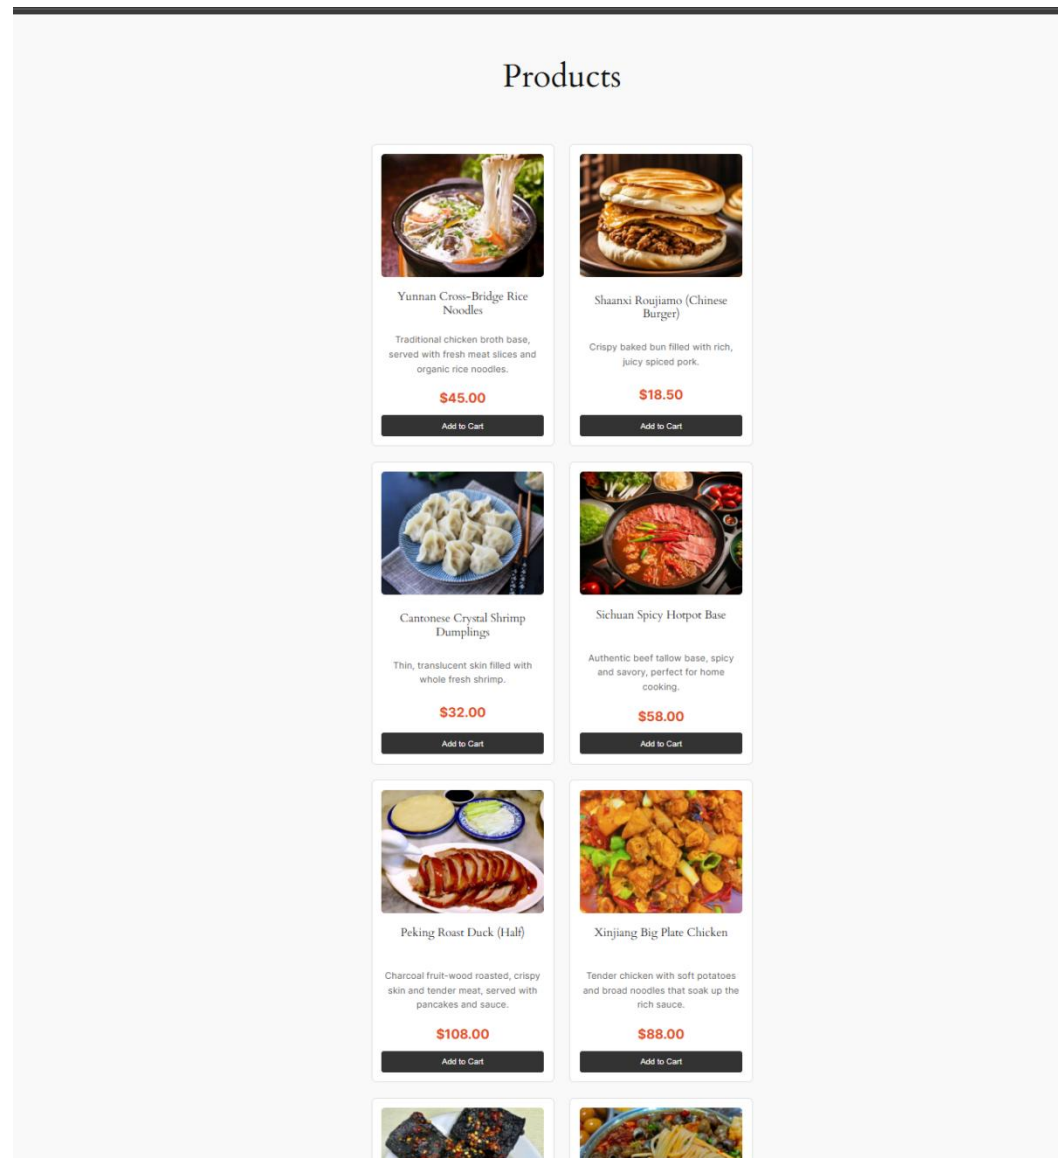 Products
Yunnan Cross-Bridge Rice
Noodles
Traditional chicken broth base,
served with fresh meat slices and
organic rice noodles.
$45.00
Add to Cart
Shaanxi Roujiamo (Chinese
Burger)
Crispy baked bun filled with rich,
juicy spiced pork.
$18.50
Add to Cart
Cantonese Crystal Shrimp
Dumplings
Thin, translucent skin filled with
whole fresh shrimp.
$32.00
Add to Cart
Sichuan Spicy Hotpot Base
Authentic beef tallow base, spicy
and savory, perfect for home
cooking.
$58.00
Add to Cart
Peking Roast Duck (Half)
Charcoal fruit-wood roasted, crispy
skin and tender meat, served with
pancakes and sauce.
$108.00
Add to Cart
Xinjiang Big Plate Chicken
Tender chicken with soft potatoes
and broad noodles that soak up the
rich sauce.
$88.00
Add to Cart